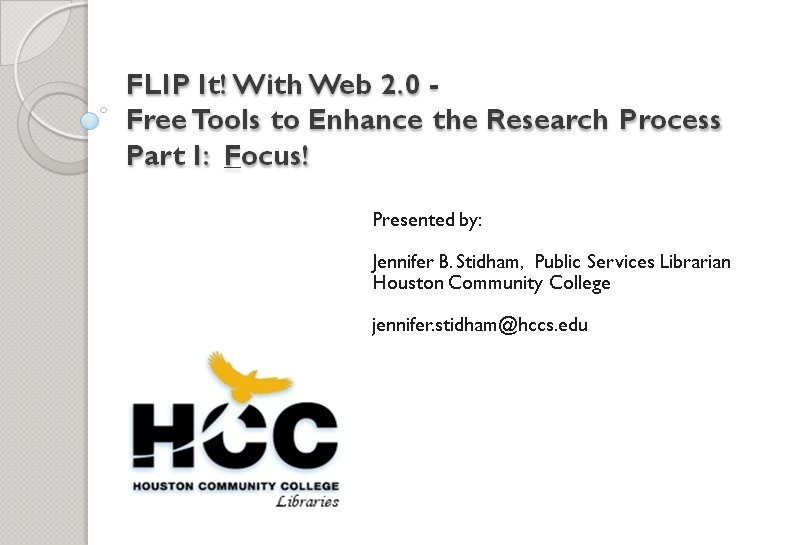 FLIP It! With Web 2.0 -
Free Tools to Enhance the Research Process
Part I: Focus!
Presented by:
Jennifer B. Stidham, Public Services Librarian
Houston Community College
jennifer.stidham@hccs.edu
HCC
HOUSTON COMMUNITY COLLEGE
Libraries